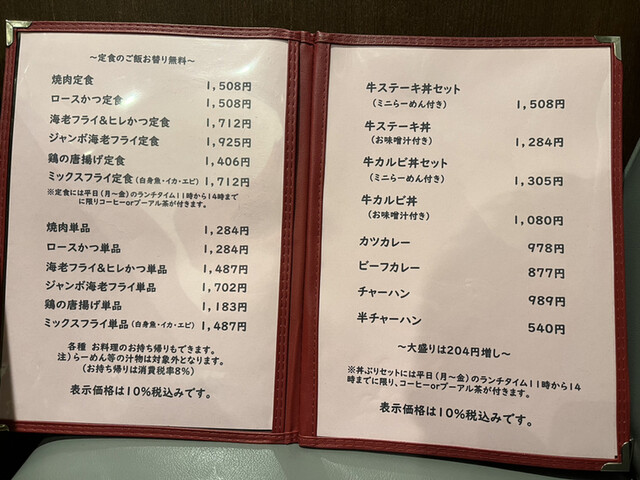 ～定食のご飯お替り無料～
焼肉定食 1,508円
ロースかつ定食 1,508円
海老フライ&ヒレかつ定食 1,712円
ジャンボ海老フライ定食 1,925円
鶏の唐揚げ定食 1,406円
ミックスフライ定食(白身魚・イカ・エビ) 1,712円
※定食には平日(月～金)のランチタイム11時から14時まで
に限りコーヒーorプーアル茶が付きます。
焼肉単品 1,284円
ロースかつ単品 1,284円
海老フライ&ヒレかつ単品 1,487円
ジャンボ海老フライ単品 1,702円
鶏の唐揚げ単品 1,183円
ミックスフライ単品(白身魚・イカ・エビ) 1,487円
各種 お料理のお持ち帰りもできます。
注)らーめん等の汁物は対象外となります。
(お持ち帰りは消費税率8%)
表示価格は10%税込みです。
牛ステーキ丼セット
(ミニらーめん付き) 1,508円
牛ステーキ丼
(お味噌汁付き) 1,284円
牛カルビ丼セット
(ミニらーめん付き) 1,305円
牛カルビ丼
(お味噌汁付き) 1,080円
カツカレー 978円
ビーフカレー 877円
チャーハン 989円
半チャーハン 540円
～大盛りは204円増し～
※丼ぶりセットには平日(月～金)のランチタイム11時から14
時までに限り、コーヒーorプーアル茶が付きます。
表示価格は10%税込みです。